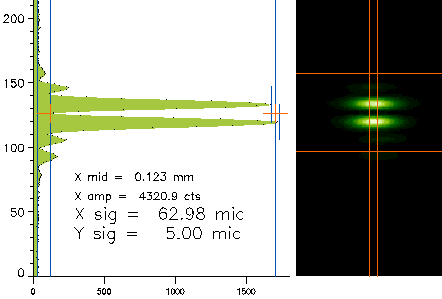 200
150
100
50
0
X mid = 0.123 mm
X amp = 4320.9 cts
X sig = 62.98 mic
Y sig = 5.00 mic
0 500 1000 1500